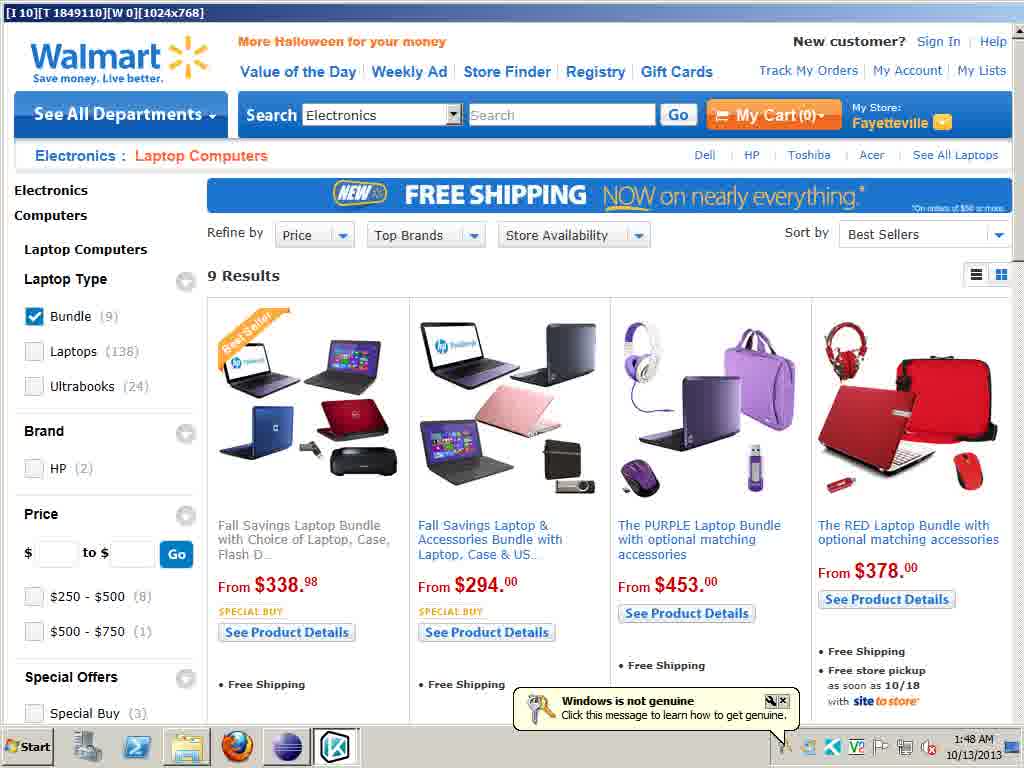 [I 10][T 1849110][W 0][1024x768]
Walmart
Save money. Live better.
More Halloween for your money
New customer? Sign In Help
Value of the Day Weekly Ad Store Finder Registry Gift Cards
Track My Orders My Account My Lists
See All Departments
Search Electronics Search Go My Cart (0)
My Store:
Fayetteville
Electronics : Laptop Computers
Dell HP Toshiba Acer See All Laptops
Electronics
Computers
Laptop Computers
Laptop Type
Bundle (9)
Laptops (138)
Ultrabooks (24)
Brand
HP (2)
Price
$ to $ Go
$250 - $500 (8)
$500 - $750 (1)
Special Offers
Special Buy (3)
NEW FREE SHIPPING NOW on nearly everything.*
*On orders of $50 or more.
Refine by Price Top Brands Store Availability
Sort by Best Sellers
9 Results
Best Seller
Fall Savings Laptop Bundle
with Choice of Laptop, Case,
Flash D...
From $338.98
SPECIAL BUY
See Product Details
• Free Shipping
Fall Savings Laptop &
Accessories Bundle with
Laptop, Case & US...
From $294.00
SPECIAL BUY
See Product Details
• Free Shipping
The PURPLE Laptop Bundle
with optional matching
accessories
From $453.00
See Product Details
• Free Shipping
The RED Laptop Bundle with
optional matching accessories
From $378.00
See Product Details
• Free Shipping
• Free store pickup
as soon as 10/18
with site to store
Windows is not genuine
Click this message to learn how to get genuine.
Start
1:48 AM
10/13/2013